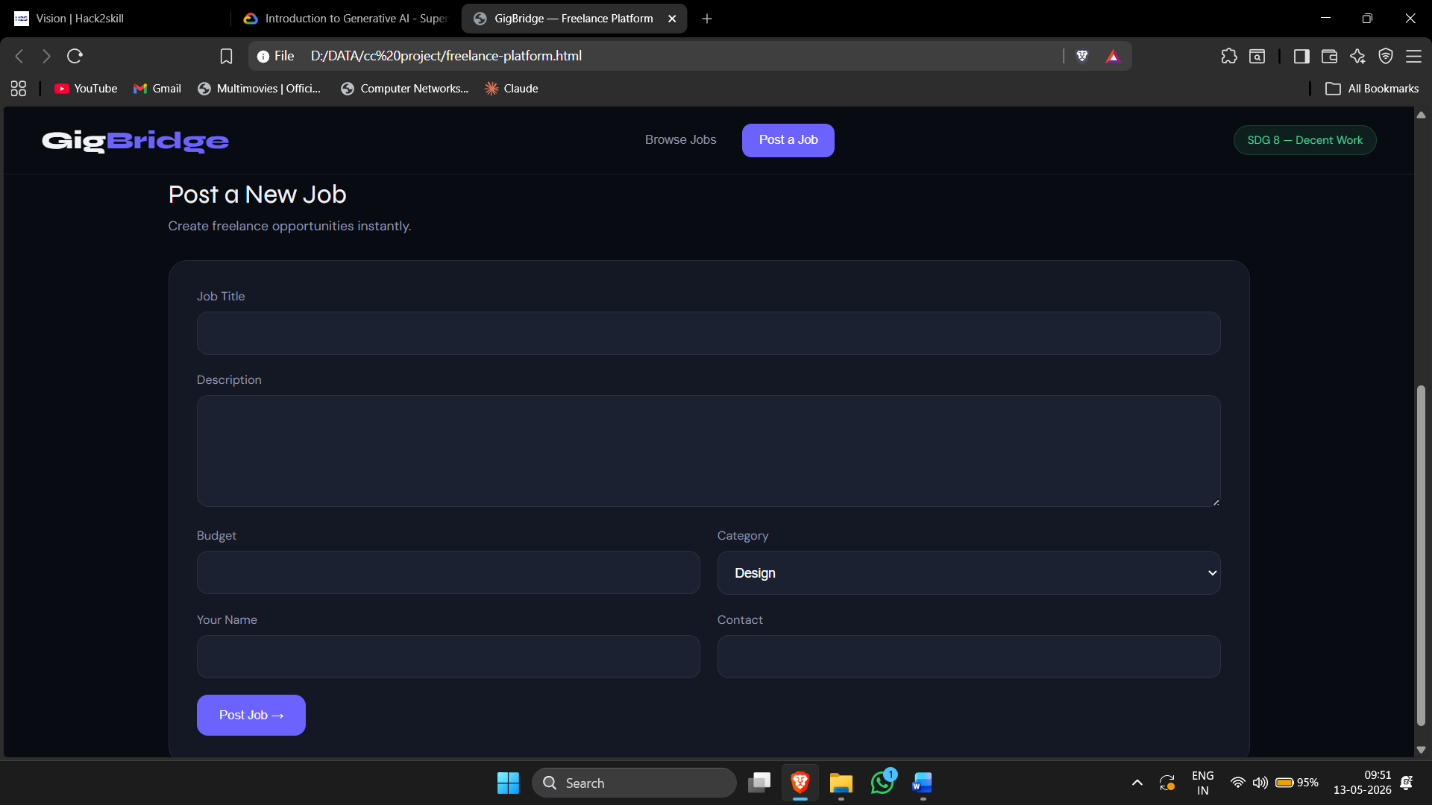 Vision | Hack2skill
Introduction to Generative AI - Super
GigBridge — Freelance Platform
File
D:/DATA/cc%20project/freelance-platform.html
YouTube
Gmail
Multimovies | Offici...
Computer Networks...
Claude
All Bookmarks
GigBridge
Browse Jobs
Post a Job
SDG 8 — Decent Work
Post a New Job
Create freelance opportunities instantly.
Job Title
Description
Budget
Category
Design
Your Name
Contact
Post Job →
Search
1
ENG
IN
95%
09:51
13-05-2026